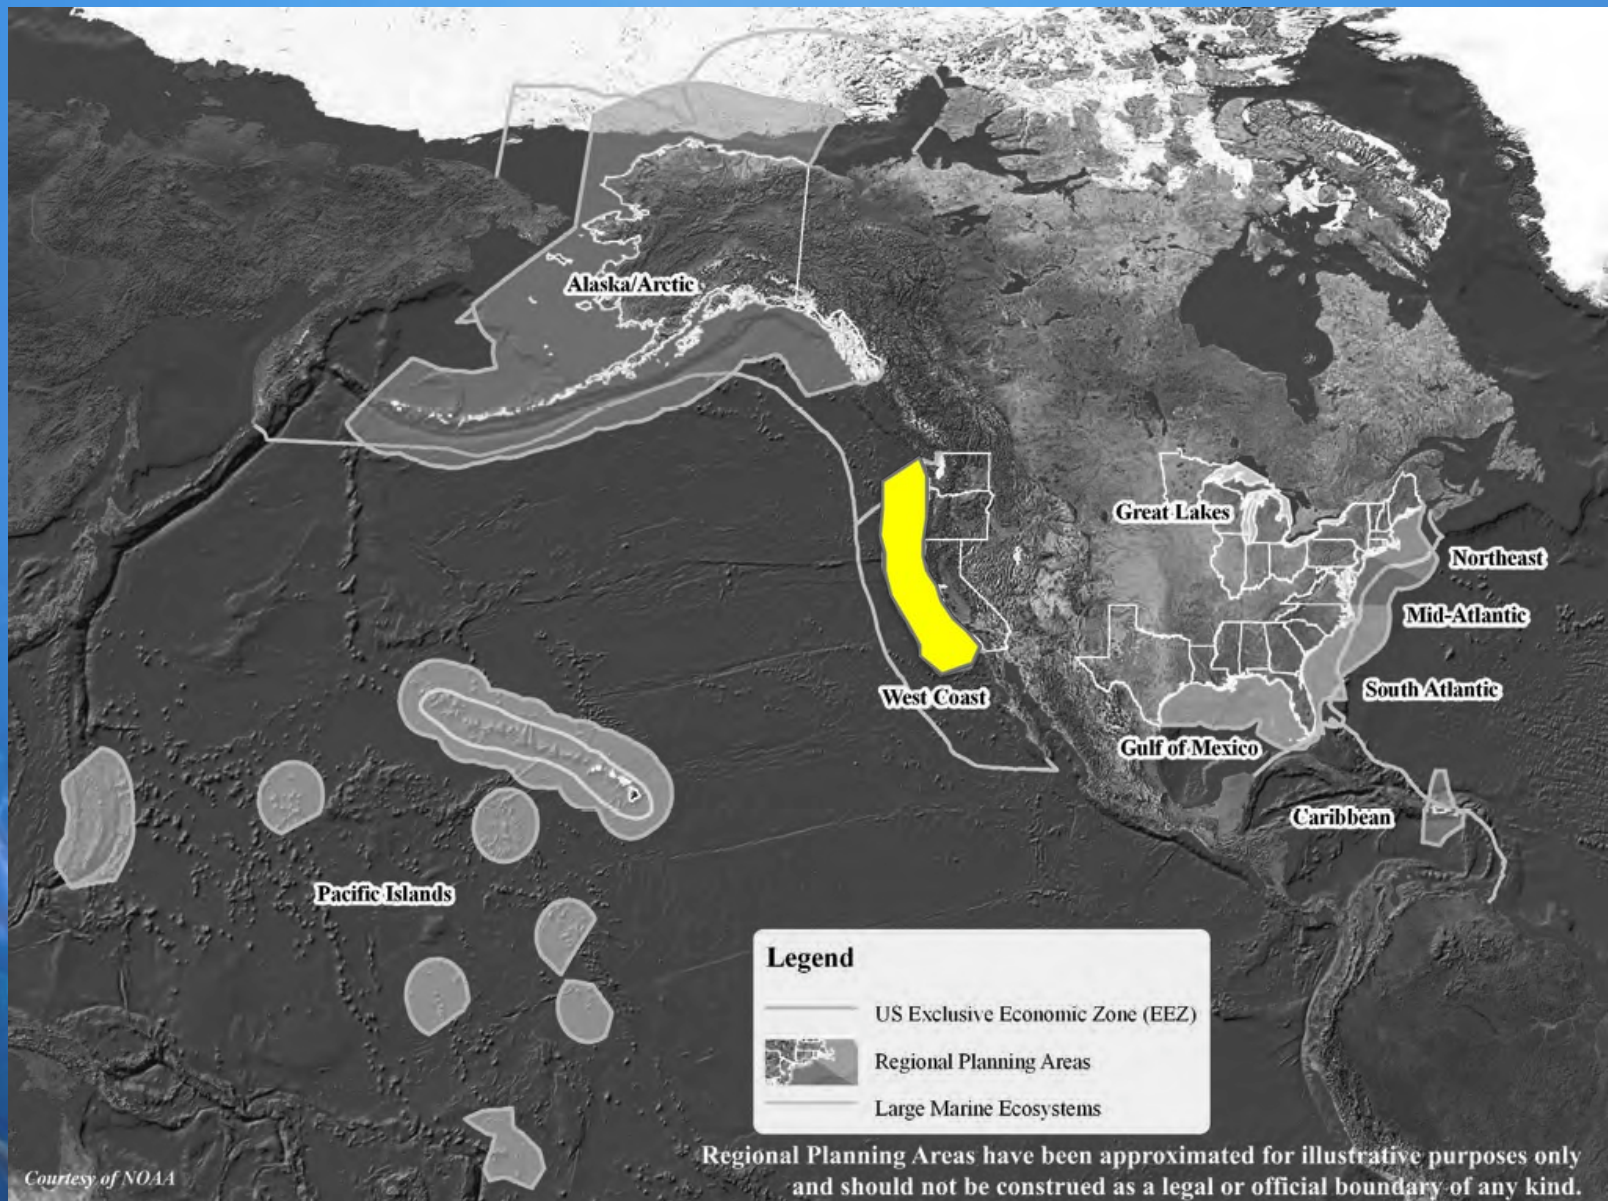 Alaska/Arctic
Great Lakes
Northeast
Mid-Atlantic
West Coast
South Atlantic
Gulf of Mexico
Caribbean
Pacific Islands
Legend
US Exclusive Economic Zone (EEZ)
Regional Planning Areas
Large Marine Ecosystems
Regional Planning Areas have been approximated for illustrative purposes only
and should not be construed as a legal or official boundary of any kind.
Courtesy of NOAA